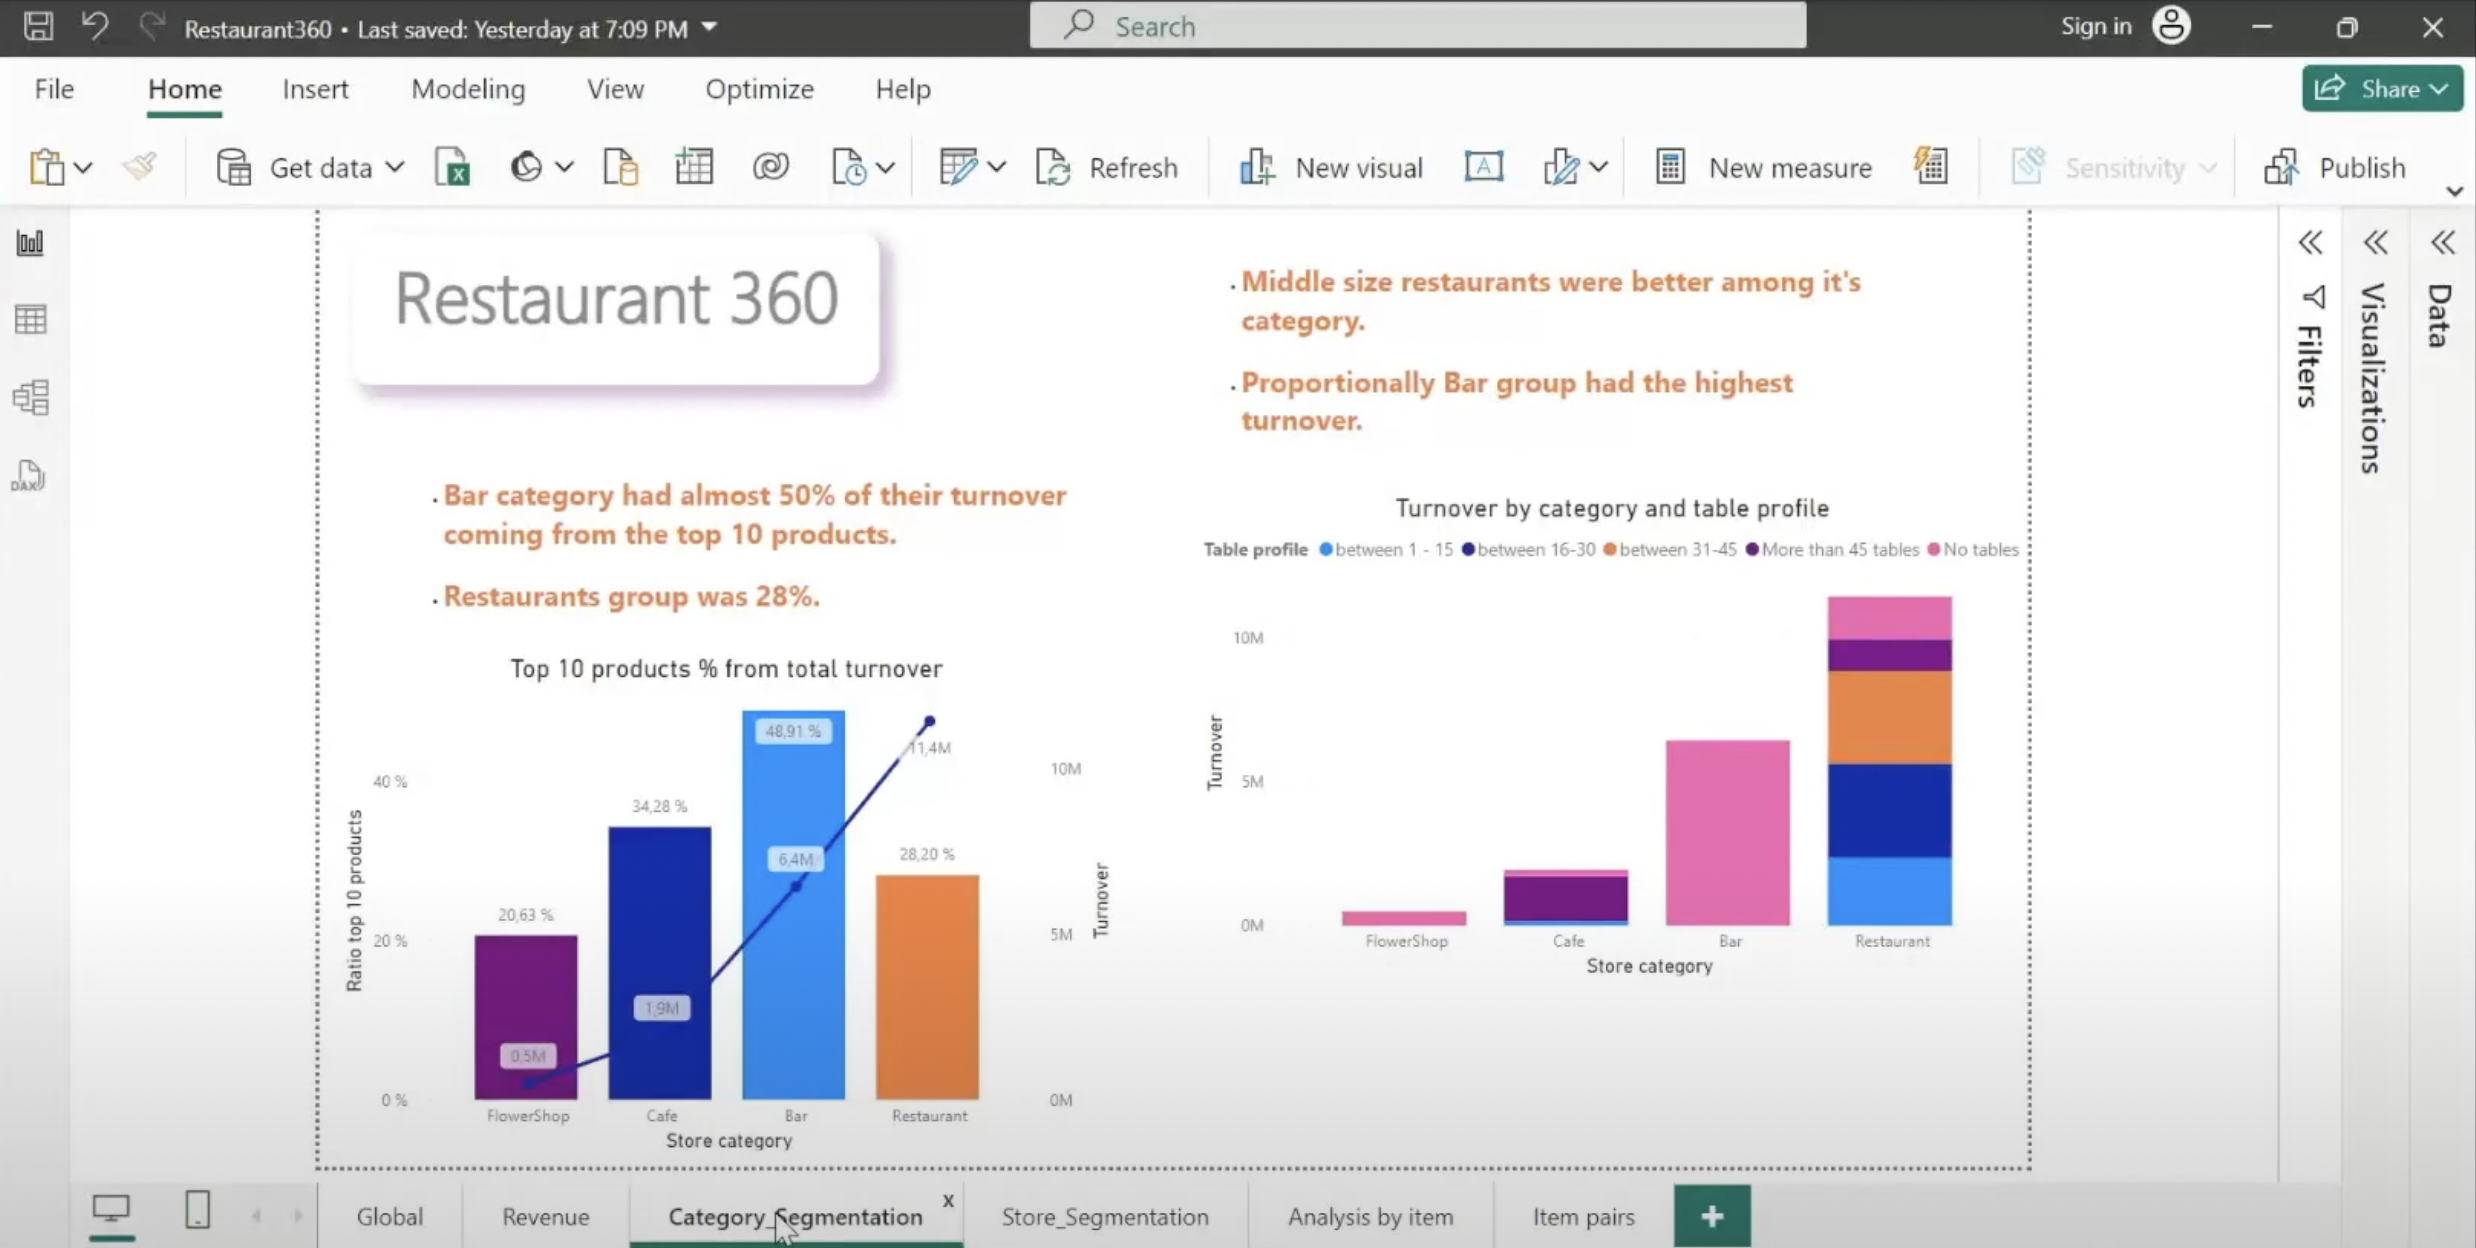 Restaurant360 • Last saved: Yesterday at 7:09 PM
Search
Sign in
File
Home
Insert
Modeling
View
Optimize
Help
Share
Get data
Refresh
New visual
New measure
Sensitivity
Publish
Restaurant 360
. Middle size restaurants were better among it's
category.
. Proportionally Bar group had the highest
turnover.
. Bar category had almost 50% of their turnover
coming from the top 10 products.
. Restaurants group was 28%.
Top 10 products % from total turnover
Ratio top 10 products
40 %
20 %
0 %
20,63 %
34,28 %
48,91 %
28,20 %
0,5M
1,9M
6,4M
11,4M
10M
5M
0M
Turnover
FlowerShop
Cafe
Bar
Restaurant
Store category
Turnover by category and table profile
Table profile between 1 - 15 between 16-30 between 31-45 More than 45 tables No tables
Turnover
10M
5M
0M
FlowerShop
Cafe
Bar
Restaurant
Store category
Filters
Visualizations
Data
DAX
Global
Revenue
Category_Segmentation
x
Store_Segmentation
Analysis by item
Item pairs
+